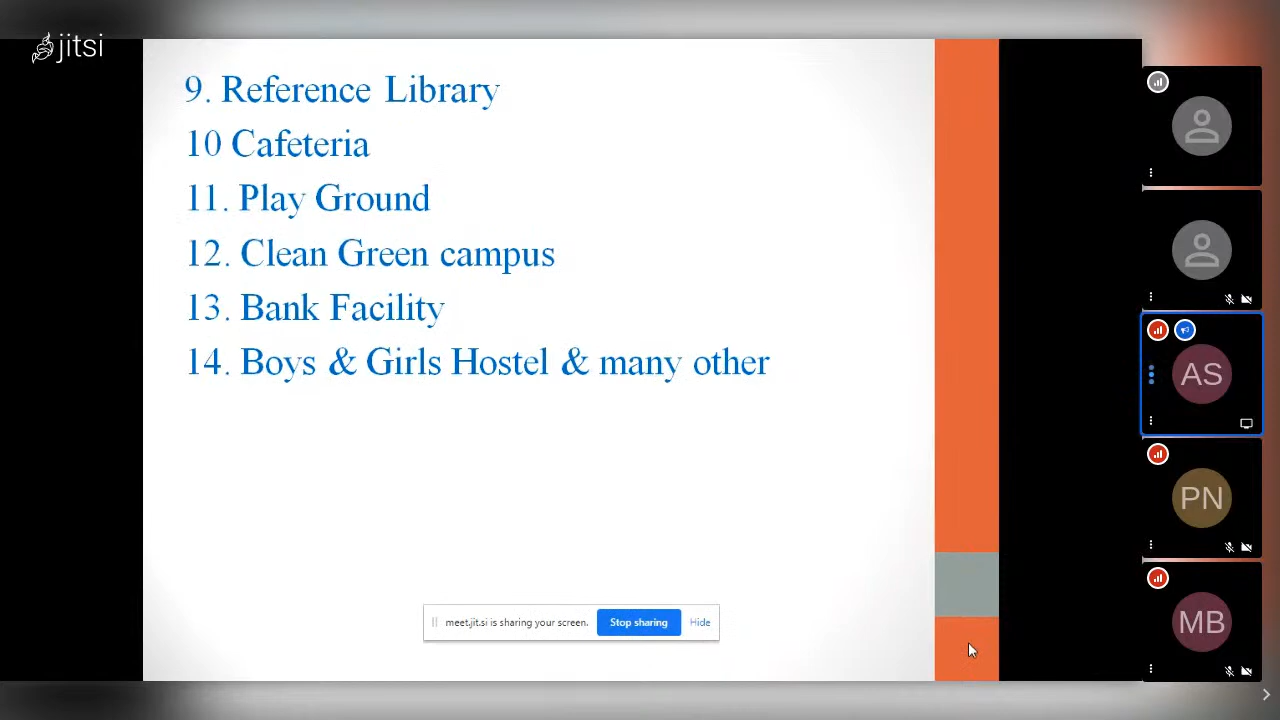 jitsi
9. Reference Library
10 Cafeteria
11. Play Ground
12. Clean Green campus
13. Bank Facility
14. Boys & Girls Hostel & many other
meet.jit.si is sharing your screen. Stop sharing Hide
AS
PN
MB